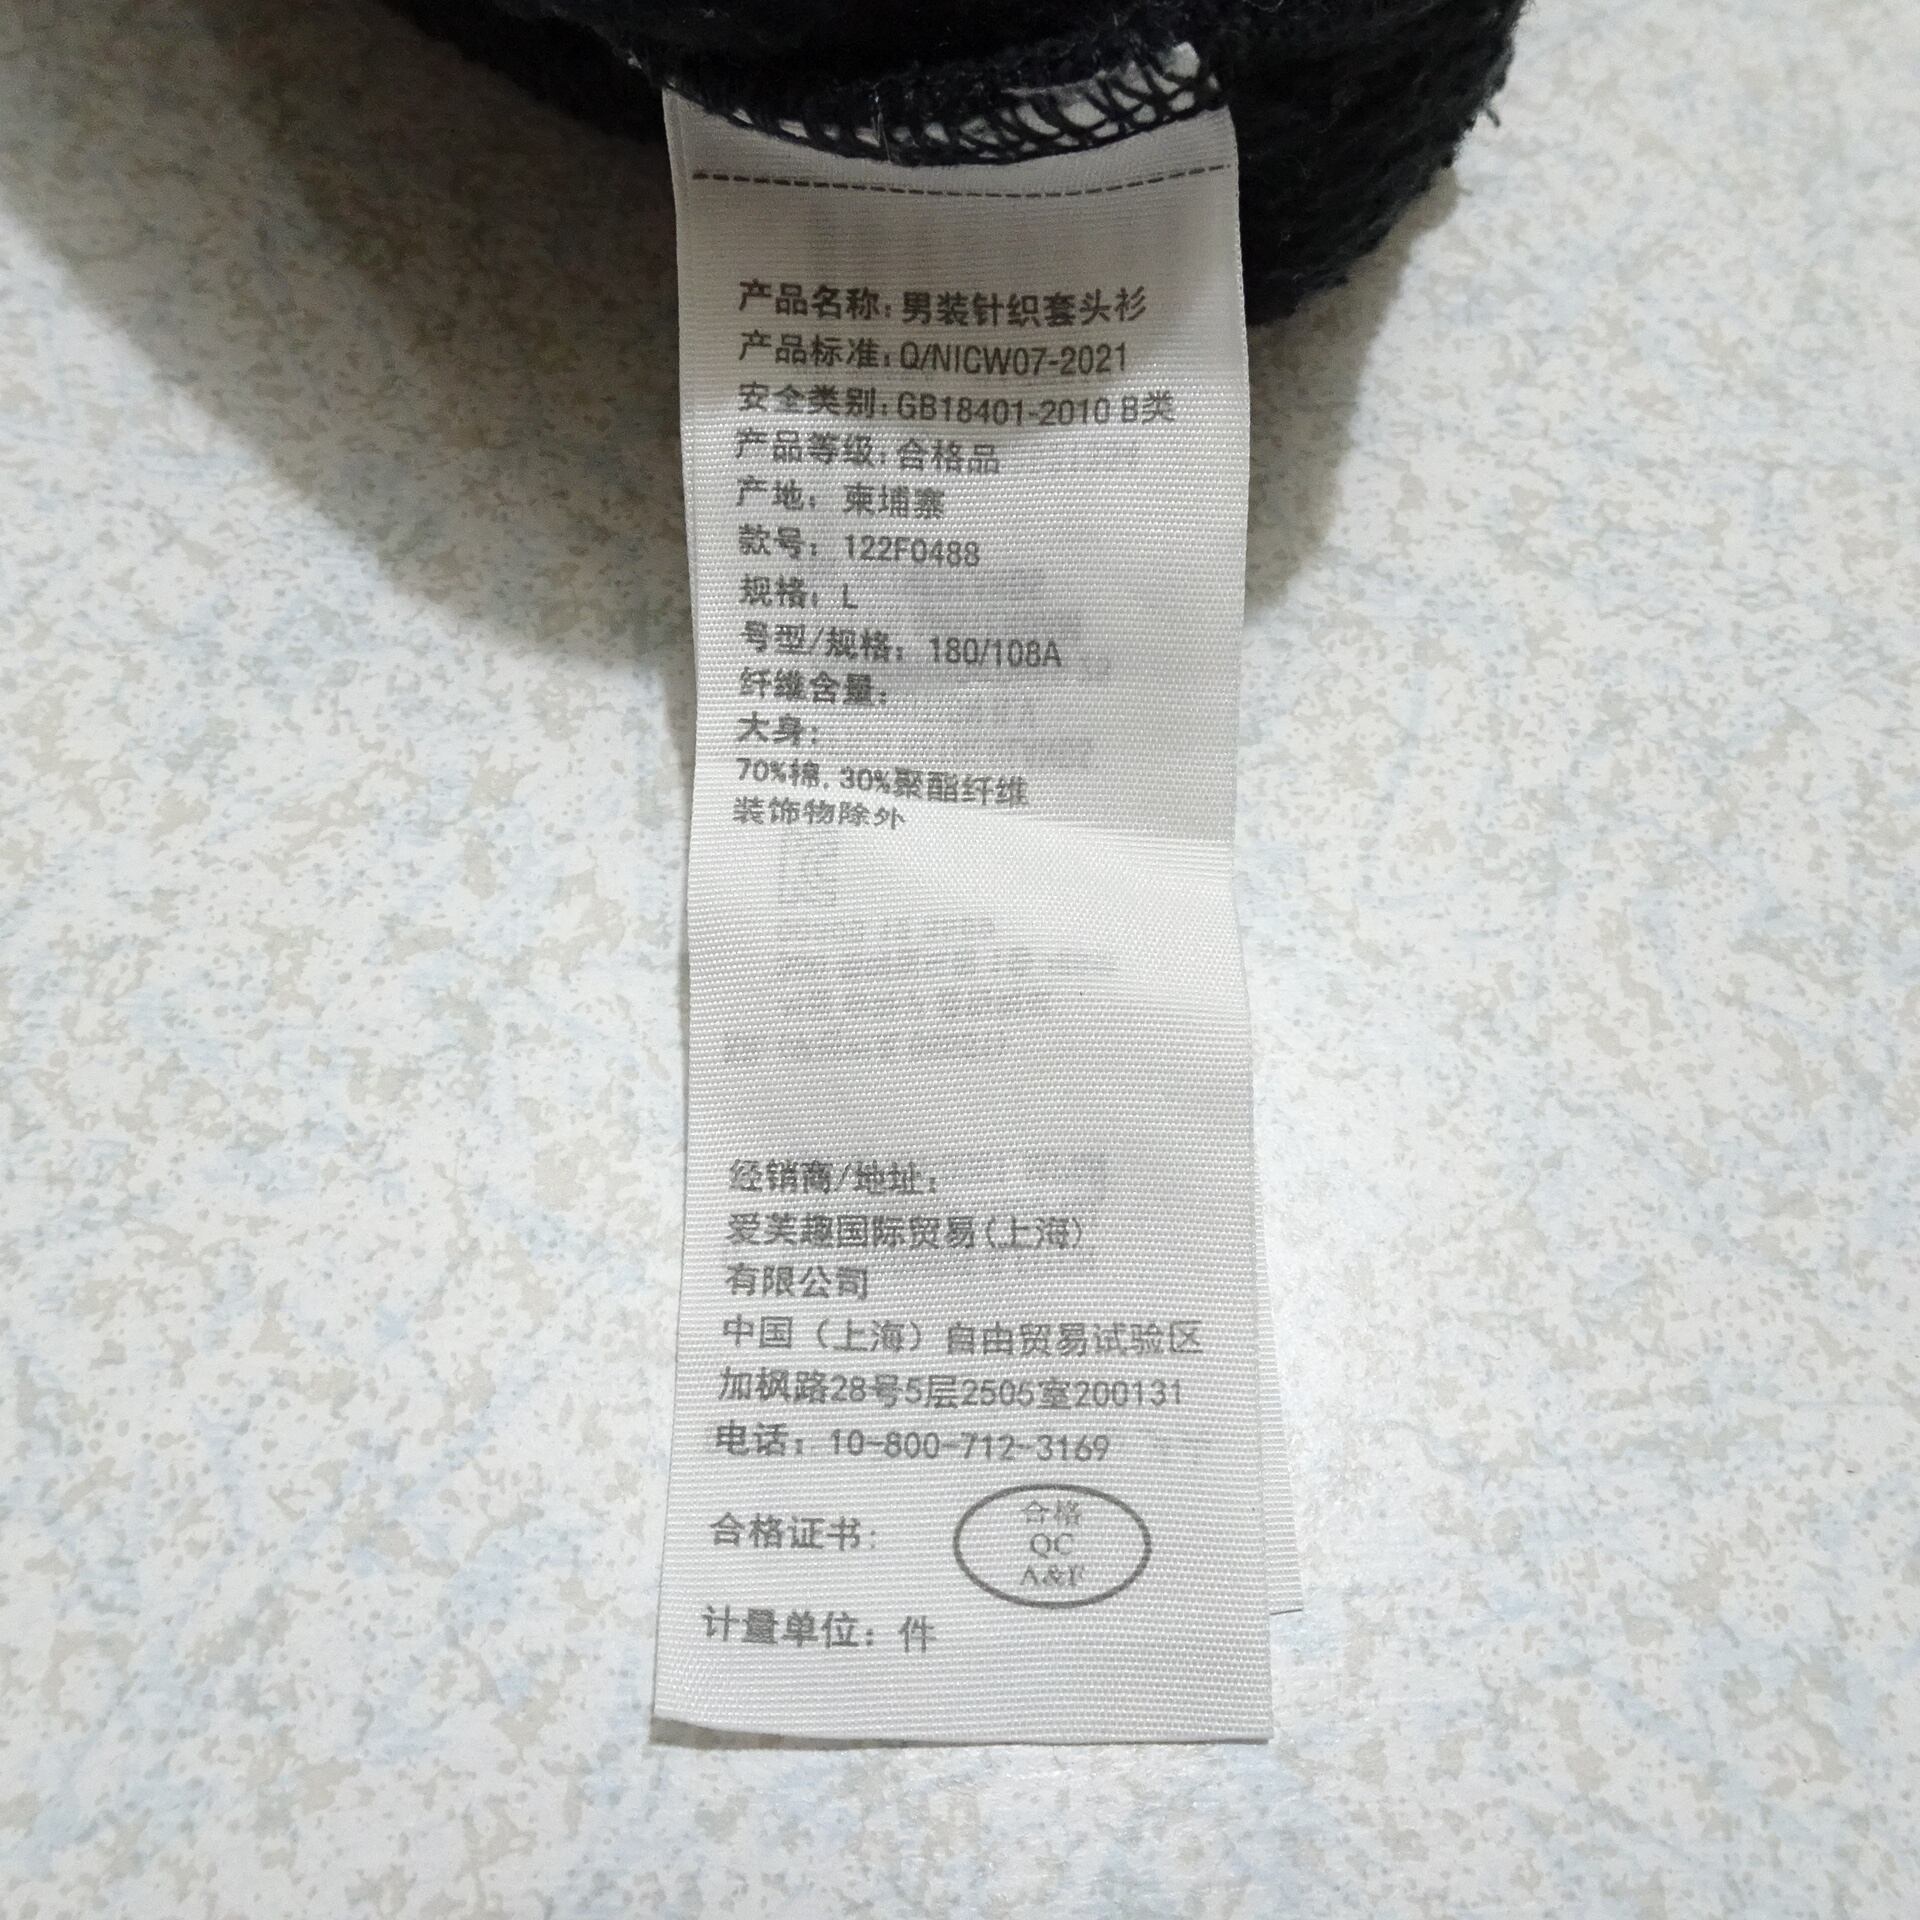 产品名称: 男装针织套头衫
产品标准: Q/NICW07-2021
安全类别: GB18401-2010 B类
产品等级: 合格品
产地: 柬埔寨
款号: 122F0488
规格: L
号型/规格: 180/108A
纤维含量:
大身:
70%棉, 30%聚酯纤维
装饰物除外
经销商/地址:
爱芙趣国际贸易(上海)
有限公司
中国（上海）自由贸易试验区
加枫路28号5层2505室200131
电话: 10-800-712-3169
合格证书:
合格
QC
A&F
计量单位: 件